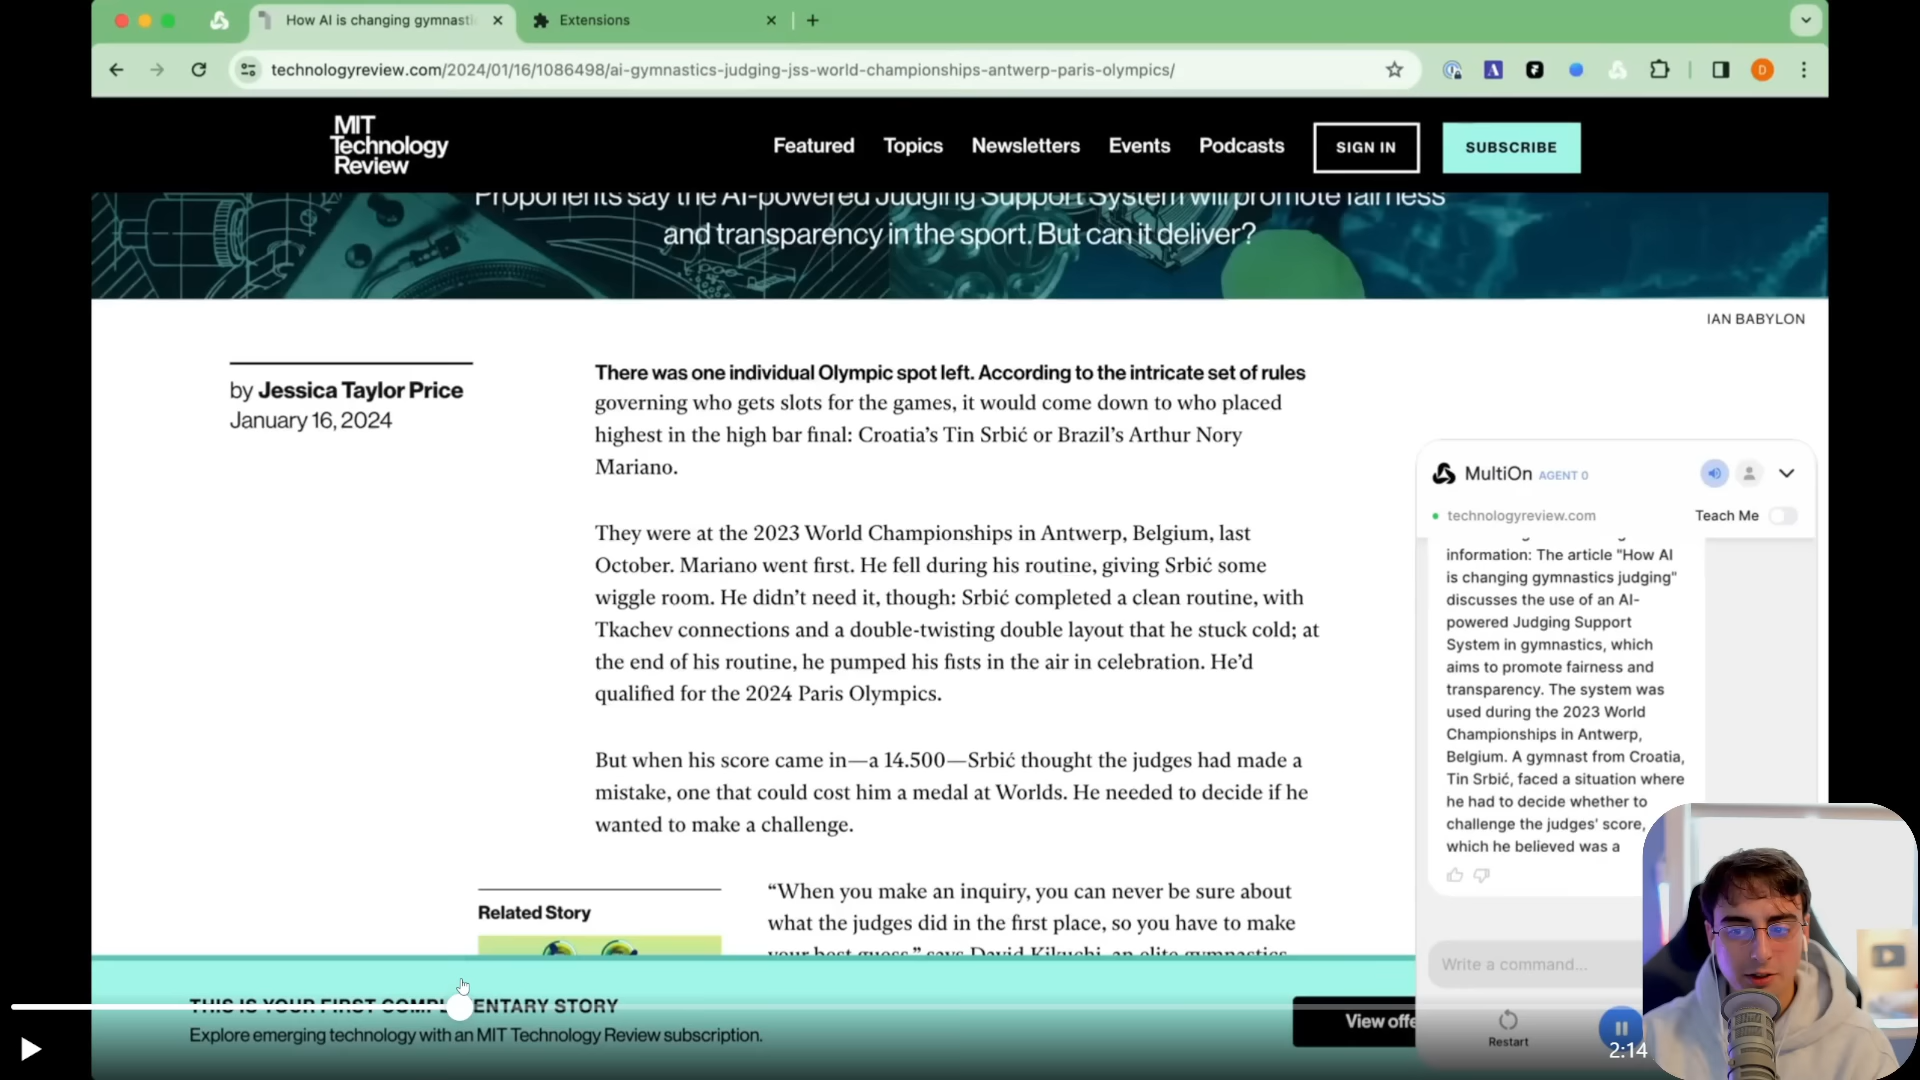 How AI is changing gymnasti
Extensions
technologyreview.com/2024/01/16/1086498/ai-gymnastics-judging-jss-world-championships-antwerp-paris-olympics/
D
MIT
Technology
Review
Featured
Topics
Newsletters
Events
Podcasts
SIGN IN
SUBSCRIBE
Proponents say the AI-powered Judging Support System will promote fairness
and transparency in the sport. But can it deliver?
IAN BABYLON
by Jessica Taylor Price
January 16, 2024
There was one individual Olympic spot left. According to the intricate set of rules
governing who gets slots for the games, it would come down to who placed
highest in the high bar final: Croatia’s Tin Srbić or Brazil’s Arthur Nory
Mariano.
They were at the 2023 World Championships in Antwerp, Belgium, last
October. Mariano went first. He fell during his routine, giving Srbić some
wiggle room. He didn’t need it, though: Srbić completed a clean routine, with
Tkachev connections and a double-twisting double layout that he stuck cold; at
the end of his routine, he pumped his fists in the air in celebration. He’d
qualified for the 2024 Paris Olympics.
But when his score came in—a 14.500—Srbić thought the judges had made a
mistake, one that could cost him a medal at Worlds. He needed to decide if he
wanted to make a challenge.
“When you make an inquiry, you can never be sure about
what the judges did in the first place, so you have to make
your best guess,” says David Kikuchi, an elite gymnastics
Related Story
MultiOn AGENT 0
technologyreview.com
Teach Me
information: The article "How AI
is changing gymnastics judging"
discusses the use of an AI-
powered Judging Support
System in gymnastics, which
aims to promote fairness and
transparency. The system was
used during the 2023 World
Championships in Antwerp,
Belgium. A gymnast from Croatia,
Tin Srbić, faced a situation where
he had to decide whether to
challenge the judges' score,
which he believed was a
Write a command...
Restart
THIS IS YOUR FIRST COMPL ENTARY STORY
Explore emerging technology with an MIT Technology Review subscription.
View offe
2:14